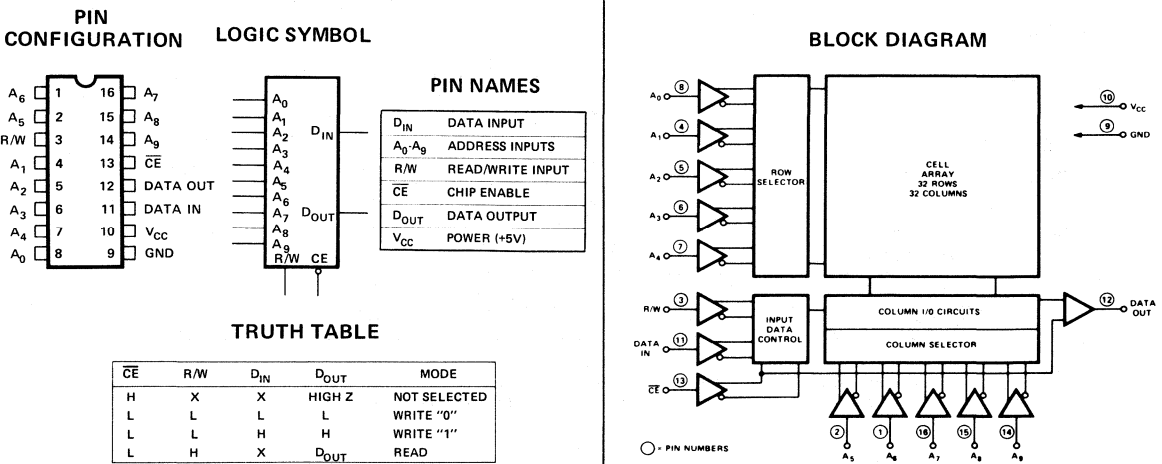 PIN
CONFIGURATION
A6 1 16 A7
A5 2 15 A8
R/W 3 14 A9
A1 4 13 CE
A2 5 12 DATA OUT
A3 6 11 DATA IN
A4 7 10 VCC
A0 8 9 GND
LOGIC SYMBOL
A0
A1
A2
A3
A4
A5
A6
A7
A8
A9
DIN
DOUT
R/W CE
PIN NAMES
DIN DATA INPUT
A0-A9 ADDRESS INPUTS
R/W READ/WRITE INPUT
CE CHIP ENABLE
DOUT DATA OUTPUT
VCC POWER (+5V)
TRUTH TABLE
CE R/W DIN DOUT MODE
H X X HIGH Z NOT SELECTED
L L L L WRITE "0"
L L H H WRITE "1"
L H X DOUT READ
BLOCK DIAGRAM
A0 8
A1 4
A2 5
A3 6
A4 7
ROW
SELECTOR
CELL
ARRAY
32 ROWS
32 COLUMNS
10 VCC
9 GND
R/W 3
DATA
IN
11
CE 13
INPUT
DATA
CONTROL
COLUMN I/O CIRCUITS
COLUMN SELECTOR
12 DATA
OUT
2 1 16 15 14
A5 A6 A7 A8 A9
= PIN NUMBERS